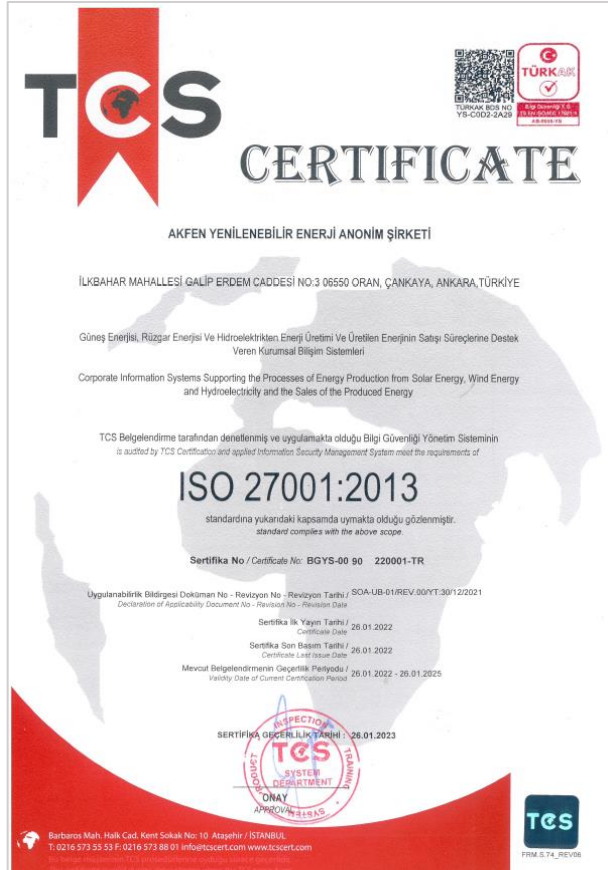 TCS
TÜRKAK BDS NO
YS-C0D2-2A29
TÜRKAK
CERTIFICATE
AKFEN YENİLENEBİLİR ENERJİ ANONİM ŞİRKETİ
İLKBAHAR MAHALLESİ GALİP ERDEM CADDESİ NO:3 06550 ORAN, ÇANKAYA, ANKARA,TÜRKİYE
Güneş Enerjisi, Rüzgar Enerjisi Ve Hidroelektrikten Enerji Üretimi Ve Üretilen Enerjinin Satışı Süreçlerine Destek
Veren Kurumsal Bilişim Sistemleri
Corporate Information Systems Supporting the Processes of Energy Production from Solar Energy, Wind Energy
and Hydroelectricity and the Sales of the Produced Energy
TCS Belgelendirme tarafından denetlenmiş ve uygulamakta olduğu Bilgi Güvenliği Yönetim Sisteminin
is audited by TCS Certification and applied Information Security Management System meet the requirements of
ISO 27001:2013
standardına yukarıdaki kapsamda uymakta olduğu gözlenmiştir.
standard complies with the above scope.
Sertifika No / Certificate No: BGYS-00 90 220001-TR
Uygulanabilirlik Bildirgesi Doküman No - Revizyon No - Revizyon Tarihi / SOA-UB-01/REV.00/YT:30/12/2021
Declaration of Applicability Document No - Revision No - Revision Date
Sertifika İlk Yayın Tarihi / 26.01.2022
Certificate Date
Sertifika Son Basım Tarihi / 26.01.2022
Certificate Last Issue Date
Mevcut Belgelendirmenin Geçerlilik Periyodu / 26.01.2022 - 26.01.2025
Validity Date of Current Certification Period
SERTİFİKA GEÇERLİLİK TARİHİ : 26.01.2023
INSPECTION
TRAINING
SYSTEM
PRODUCT
TCS
SYSTEM
DEPARTMENT
ONAY
APPROVAL
Barbaros Mah. Halk Cad. Kent Sokak No: 10 Ataşehir / İSTANBUL
T: 0216 573 55 53 F: 0216 573 88 01 info@tcscert.com www.tcscert.com
TCS
FRM.5.74_REV06